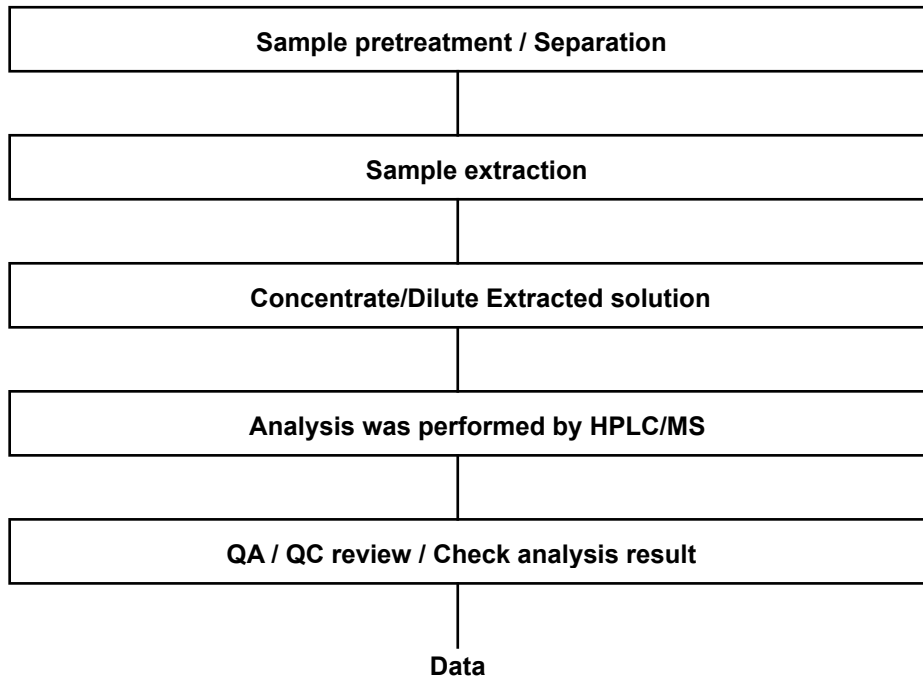 Sample pretreatment / Separation
Sample extraction
Concentrate/Dilute Extracted solution
Analysis was performed by HPLC/MS
QA / QC review / Check analysis result
Data